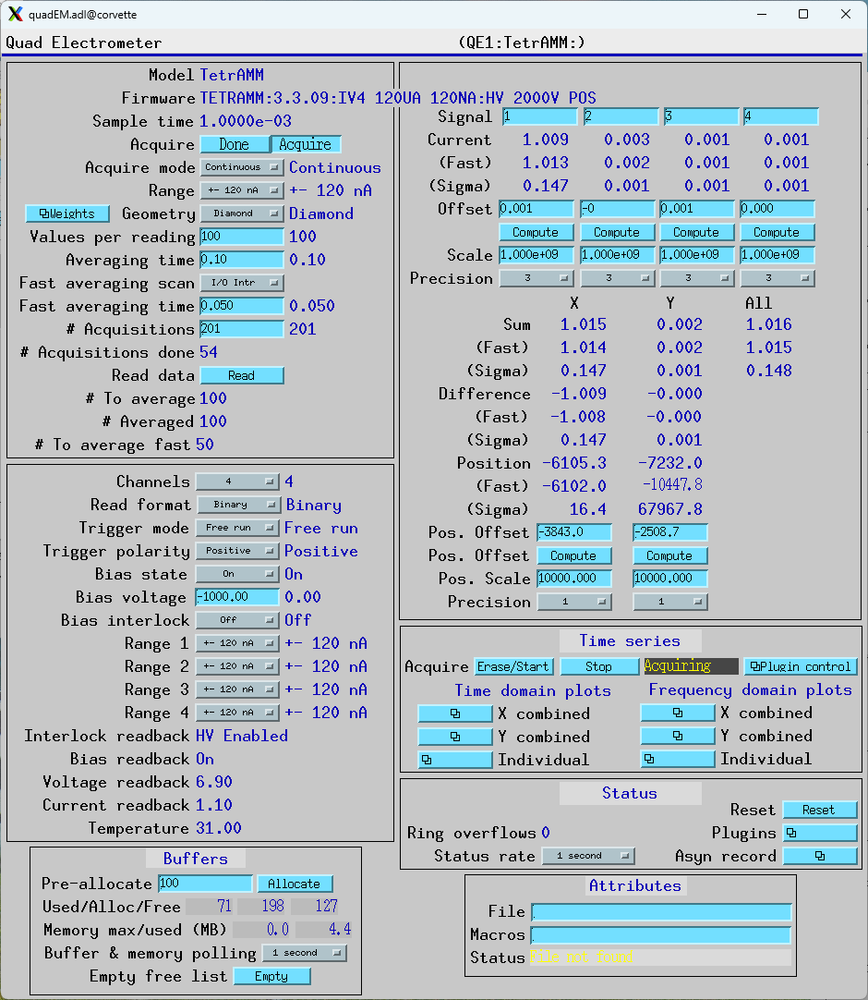 quadEM.adl@corvette
Quad Electrometer (QE1:TetrAMM:)
Model TetrAMM
Firmware TETRAMM:3.3.09:IV4 120UA 120NA:HV 2000V POS
Sample time 1.0000e-03
Acquire Done Acquire
Acquire mode Continuous Continuous
Range +- 120 nA +- 120 nA
Weights Geometry Diamond Diamond
Values per reading 100 100
Averaging time 0.10 0.10
Fast averaging scan I/O Intr
Fast averaging time 0.050 0.050
# Acquisitions 201 201
# Acquisitions done 54
Read data Read
# To average 100
# Averaged 100
# To average fast 50
Channels 4 4
Read format Binary Binary
Trigger mode Free run Free run
Trigger polarity Positive Positive
Bias state On On
Bias voltage -1000.00 0.00
Bias interlock Off Off
Range 1 +- 120 nA +- 120 nA
Range 2 +- 120 nA +- 120 nA
Range 3 +- 120 nA +- 120 nA
Range 4 +- 120 nA +- 120 nA
Interlock readback HV Enabled
Bias readback On
Voltage readback 6.90
Current readback 1.10
Temperature 31.00
Buffers
Pre-allocate 100 Allocate
Used/Alloc/Free 71 198 127
Memory max/used (MB) 0.0 4.4
Buffer & memory polling 1 second
Empty free list Empty
Signal 1 2 3 4
Current 1.009 0.003 0.001 0.001
(Fast) 1.013 0.002 0.001 0.001
(Sigma) 0.147 0.001 0.001 0.001
Offset 0.001 -0 0.001 0.000
Compute Compute Compute Compute
Scale 1.000e+09 1.000e+09 1.000e+09 1.000e+09
Precision 3 3 3 3
X Y All
Sum 1.015 0.002 1.016
(Fast) 1.014 0.002 1.015
(Sigma) 0.147 0.001 0.148
Difference -1.009 -0.000
(Fast) -1.008 -0.000
(Sigma) 0.147 0.001
Position -6105.3 -7232.0
(Fast) -6102.0 -10447.8
(Sigma) 16.4 67967.8
Pos. Offset -3843.0 -2508.7
Pos. Offset Compute Compute
Pos. Scale 10000.000 10000.000
Precision 1 1
Time series
Acquire Erase/Start Stop Acquiring Plugin control
Time domain plots Frequency domain plots
X combined X combined
Y combined Y combined
Individual Individual
Status
Reset Reset
Ring overflows 0 Plugins
Status rate 1 second Asyn record
Attributes
File
Macros
Status File not found